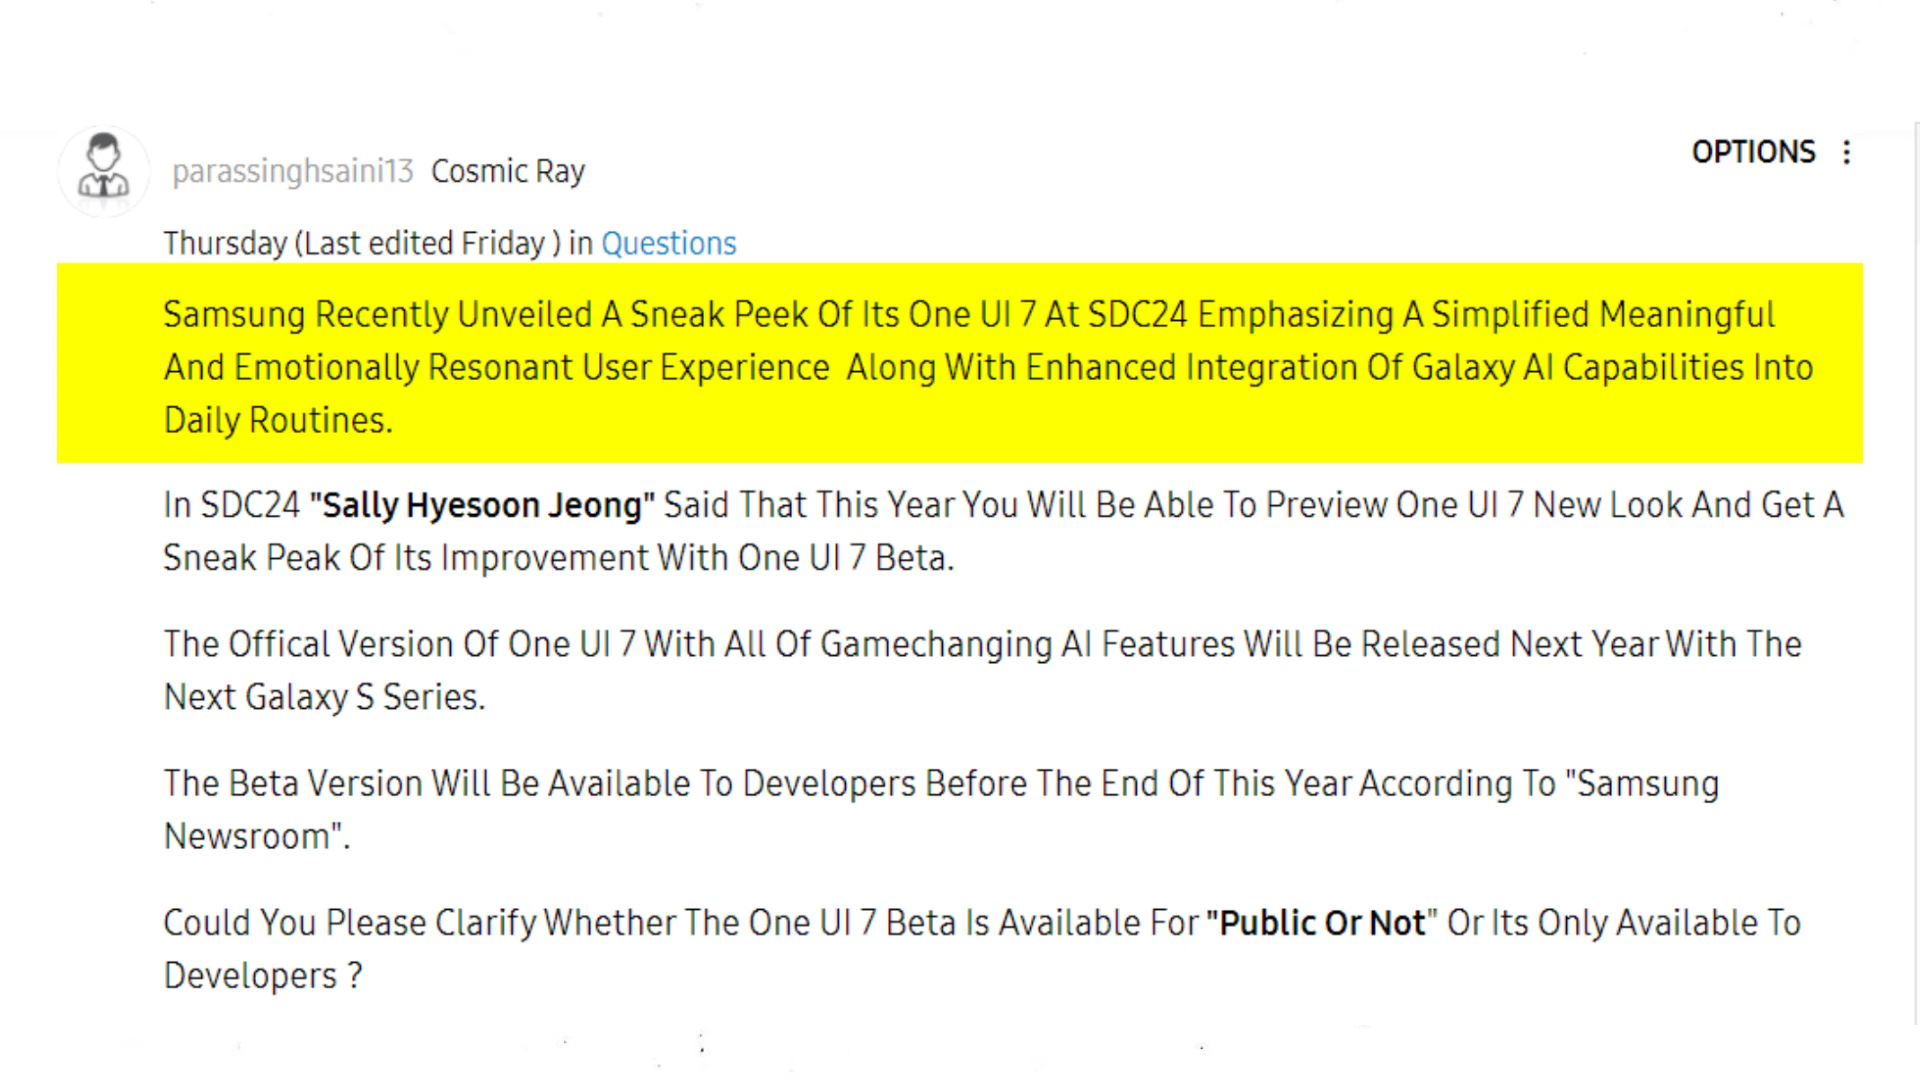 parassinghsaini13 Cosmic Ray
OPTIONS
Thursday (Last edited Friday ) in Questions
Samsung Recently Unveiled A Sneak Peek Of Its One UI 7 At SDC24 Emphasizing A Simplified Meaningful
And Emotionally Resonant User Experience  Along With Enhanced Integration Of Galaxy AI Capabilities Into
Daily Routines.
In SDC24 "Sally Hyesoon Jeong" Said That This Year You Will Be Able To Preview One UI 7 New Look And Get A
Sneak Peak Of Its Improvement With One UI 7 Beta.
The Offical Version Of One UI 7 With All Of Gamechanging AI Features Will Be Released Next Year With The
Next Galaxy S Series.
The Beta Version Will Be Available To Developers Before The End Of This Year According To "Samsung
Newsroom".
Could You Please Clarify Whether The One UI 7 Beta Is Available For "Public Or Not" Or Its Only Available To
Developers ?